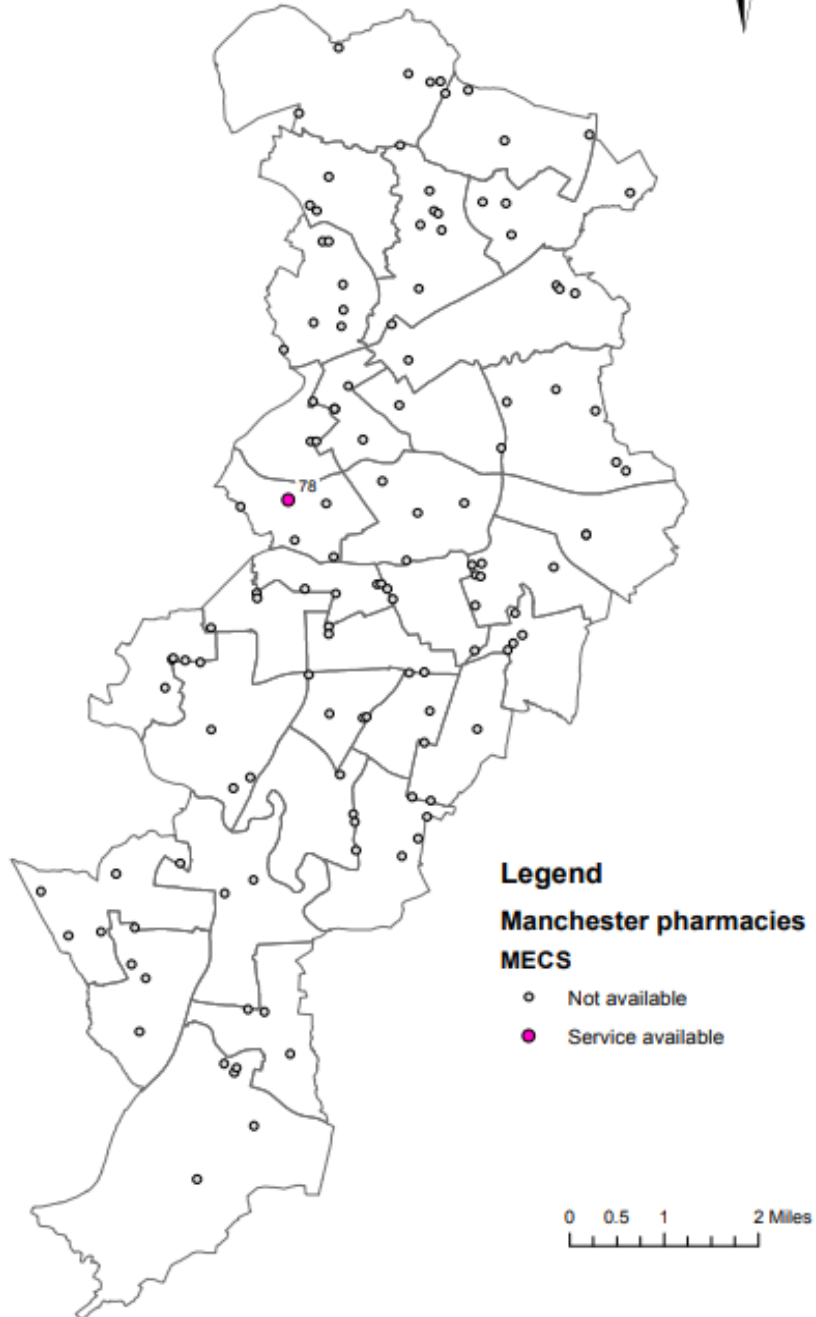 78
Legend
Manchester pharmacies
MECS
Not available
Service available
0 0.5 1 2 Miles